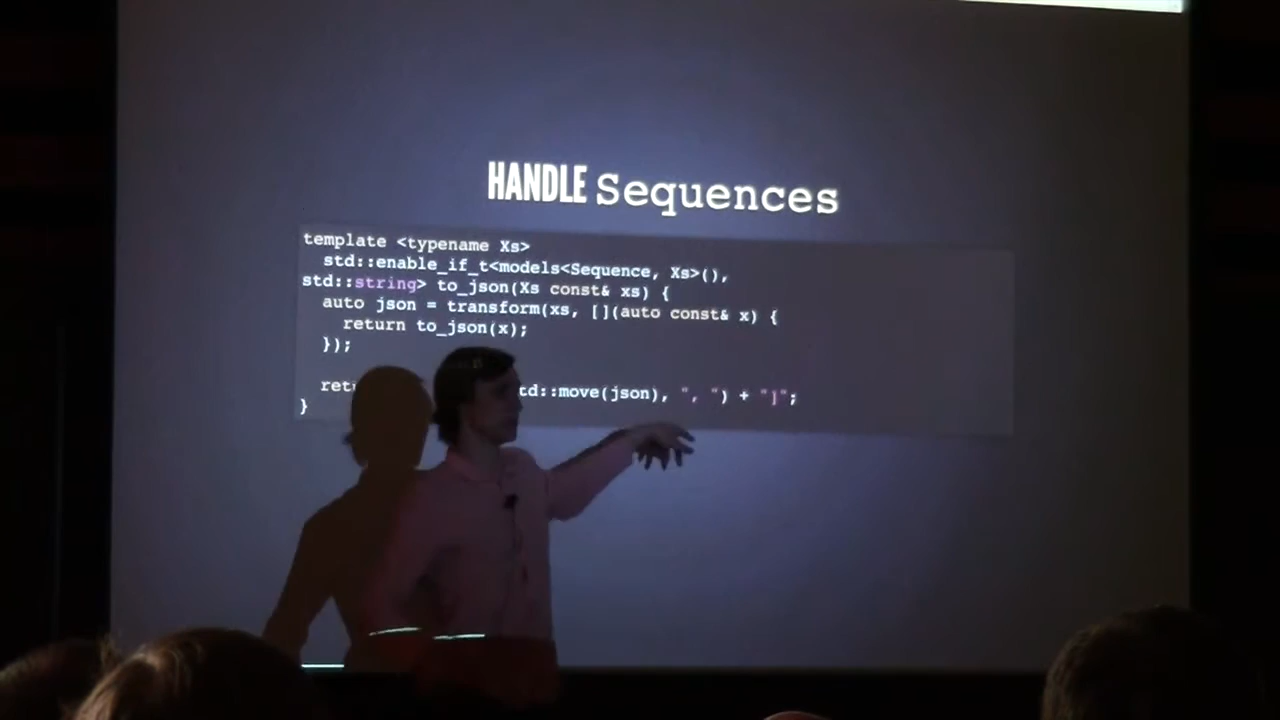 HANDLE Sequences
template <typename Xs>
std::enable_if_t<models<Sequence, Xs>(),
std::string> to_json(Xs const& xs) {
auto json = transform(xs, [](auto const& x) {
return to_json(x);
});
td::move(json), ", ") + "]";
}